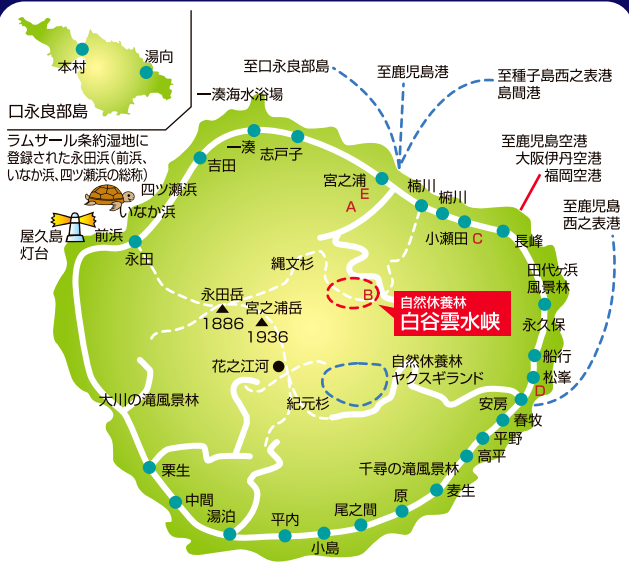 本村
湯向
口永良部島
ラムサール条約湿地に
登録された永田浜(前浜、
いなか浜、四ツ瀬浜の総称)
至口永良部島
至鹿児島港
至種子島西之表港
島間港
至鹿児島空港
大阪伊丹空港
福岡空港
至鹿児島
西之表港
一湊海水浴場
一湊
志戸子
吉田
四ツ瀬浜
いなか浜
屋久島
灯台
前浜
永田
宮之浦
E
A
楠川
椨川
小瀬田
C
長峰
田代ヶ浜
風景林
永久保
船行
松峯
D
安房
春牧
平野
高平
千尋の滝風景林
麦生
原
尾之間
小島
平内
湯泊
中間
栗生
大川の滝風景林
縄文杉
B
自然休養林
白谷雲水峡
永田岳
1886
宮之浦岳
1936
花之江河
紀元杉
自然休養林
ヤクスギランド